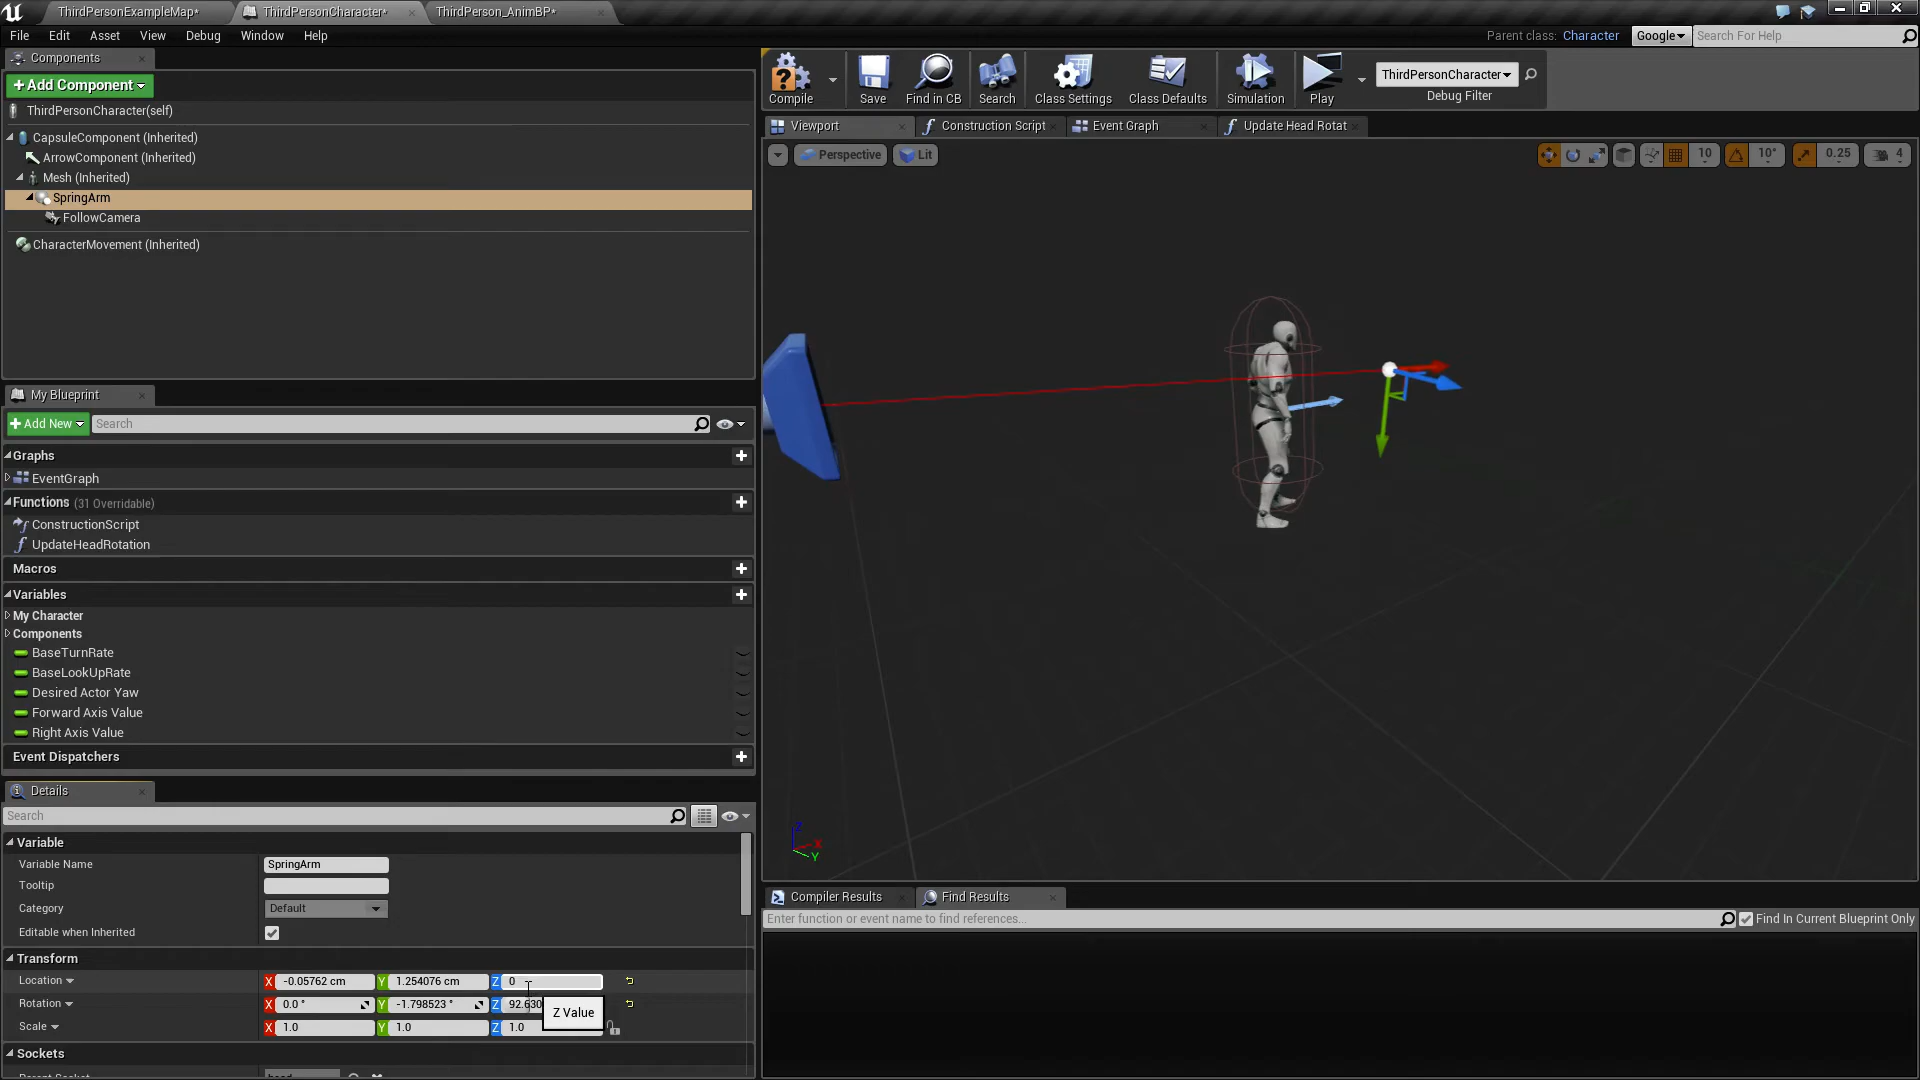 ThirdPersonExampleMap*
ThirdPersonCharacter*
ThirdPerson_AnimBP*
File Edit Asset View Debug Window Help
Parent class: Character Google Search For Help
Components
+Add Component
ThirdPersonCharacter(self)
CapsuleComponent (Inherited)
ArrowComponent (Inherited)
Mesh (Inherited)
SpringArm
FollowCamera
CharacterMovement (Inherited)
Compile Save Find in CB Search Class Settings Class Defaults Simulation Play
ThirdPersonCharacter
Debug Filter
Viewport Construction Script Event Graph Update Head Rotat
Perspective Lit
10 10° 0.25 4
Z X Y
My Blueprint
+Add New Search
Graphs
EventGraph
Functions (31 Overridable)
ConstructionScript
UpdateHeadRotation
Macros
Variables
My Character
Components
BaseTurnRate
BaseLookUpRate
Desired Actor Yaw
Forward Axis Value
Right Axis Value
Event Dispatchers
Details
Search
Variable
Variable Name SpringArm
Tooltip
Category Default
Editable when Inherited
Transform
Location X -0.05762 cm Y 1.254076 cm Z 0
Rotation X 0.0 ° Y -1.798523 ° Z 92.630
Z Value
Scale X 1.0 Y 1.0 Z 1.0
Sockets
Compiler Results Find Results
Enter function or event name to find references... Find In Current Blueprint Only